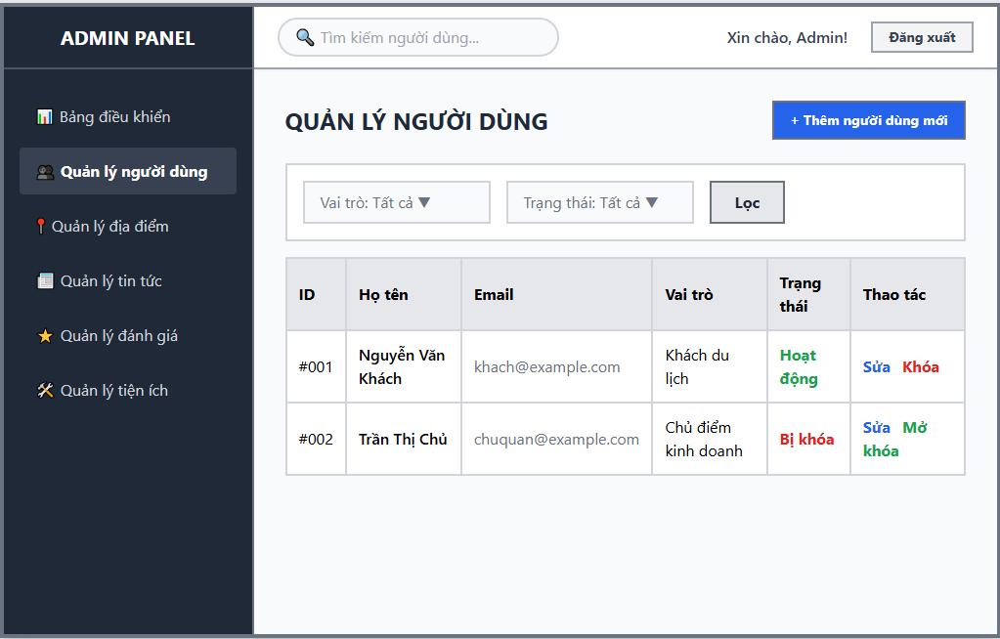 ADMIN PANEL
🔍 Tìm kiếm người dùng...
Xin chào, Admin!
Đăng xuất
📊 Bảng điều khiển
👥 Quản lý người dùng
📍 Quản lý địa điểm
📰 Quản lý tin tức
⭐ Quản lý đánh giá
🛠 Quản lý tiện ích
QUẢN LÝ NGƯỜI DÙNG
+ Thêm người dùng mới
Vai trò: Tất cả ▼
Trạng thái: Tất cả ▼
Lọc
ID
Họ tên
Email
Vai trò
Trạng
thái
Thao tác
#001
Nguyễn Văn
Khách
khach@example.com
Khách du
lịch
Hoạt
động
Sửa Khóa
#002
Trần Thị Chủ
chuquan@example.com
Chủ điểm
kinh doanh
Bị khóa
Sửa Mở
khóa